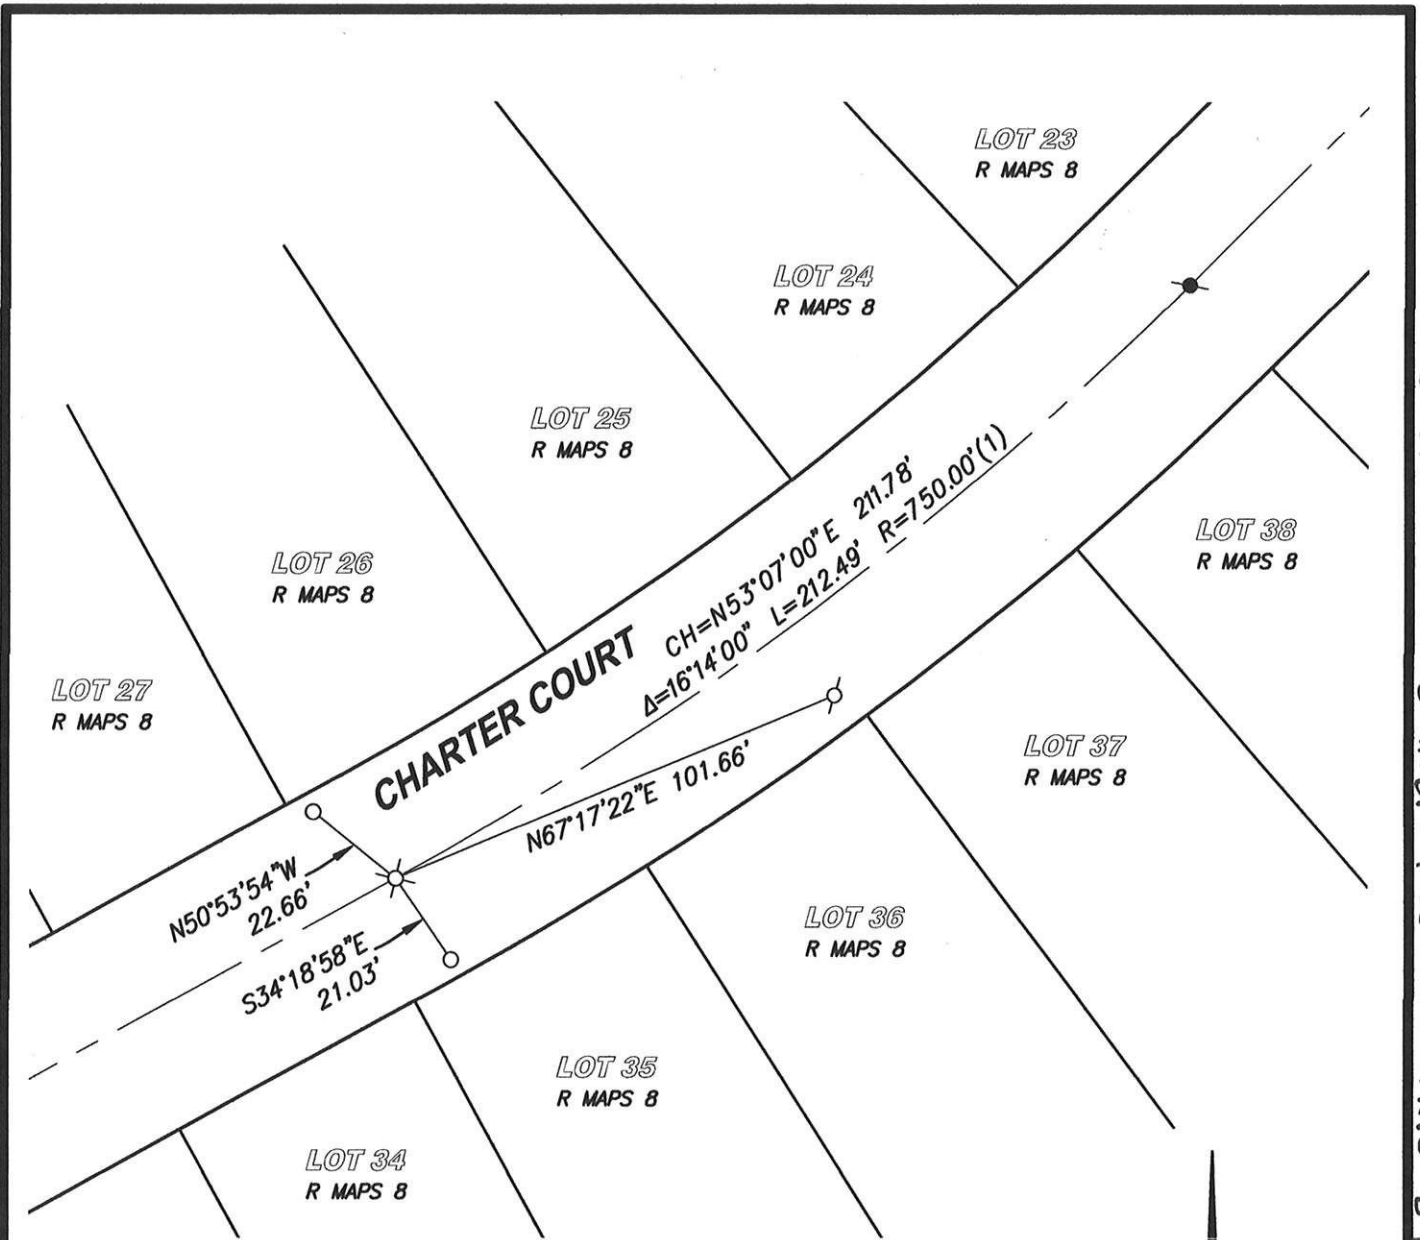 LOT 23
R MAPS 8
LOT 24
R MAPS 8
LOT 25
R MAPS 8
LOT 26
R MAPS 8
LOT 27
R MAPS 8
CHARTER COURT
CH=N53°07'00"E 211.78'
Δ=16°14'00" L=212.49' R=750.00'(1)
LOT 38
R MAPS 8
LOT 37
R MAPS 8
N67°17'22"E 101.66'
N50°53'54"W
22.66'
S34°18'58"E
21.03'
LOT 36
R MAPS 8
LOT 35
R MAPS 8
LOT 34
R MAPS 8